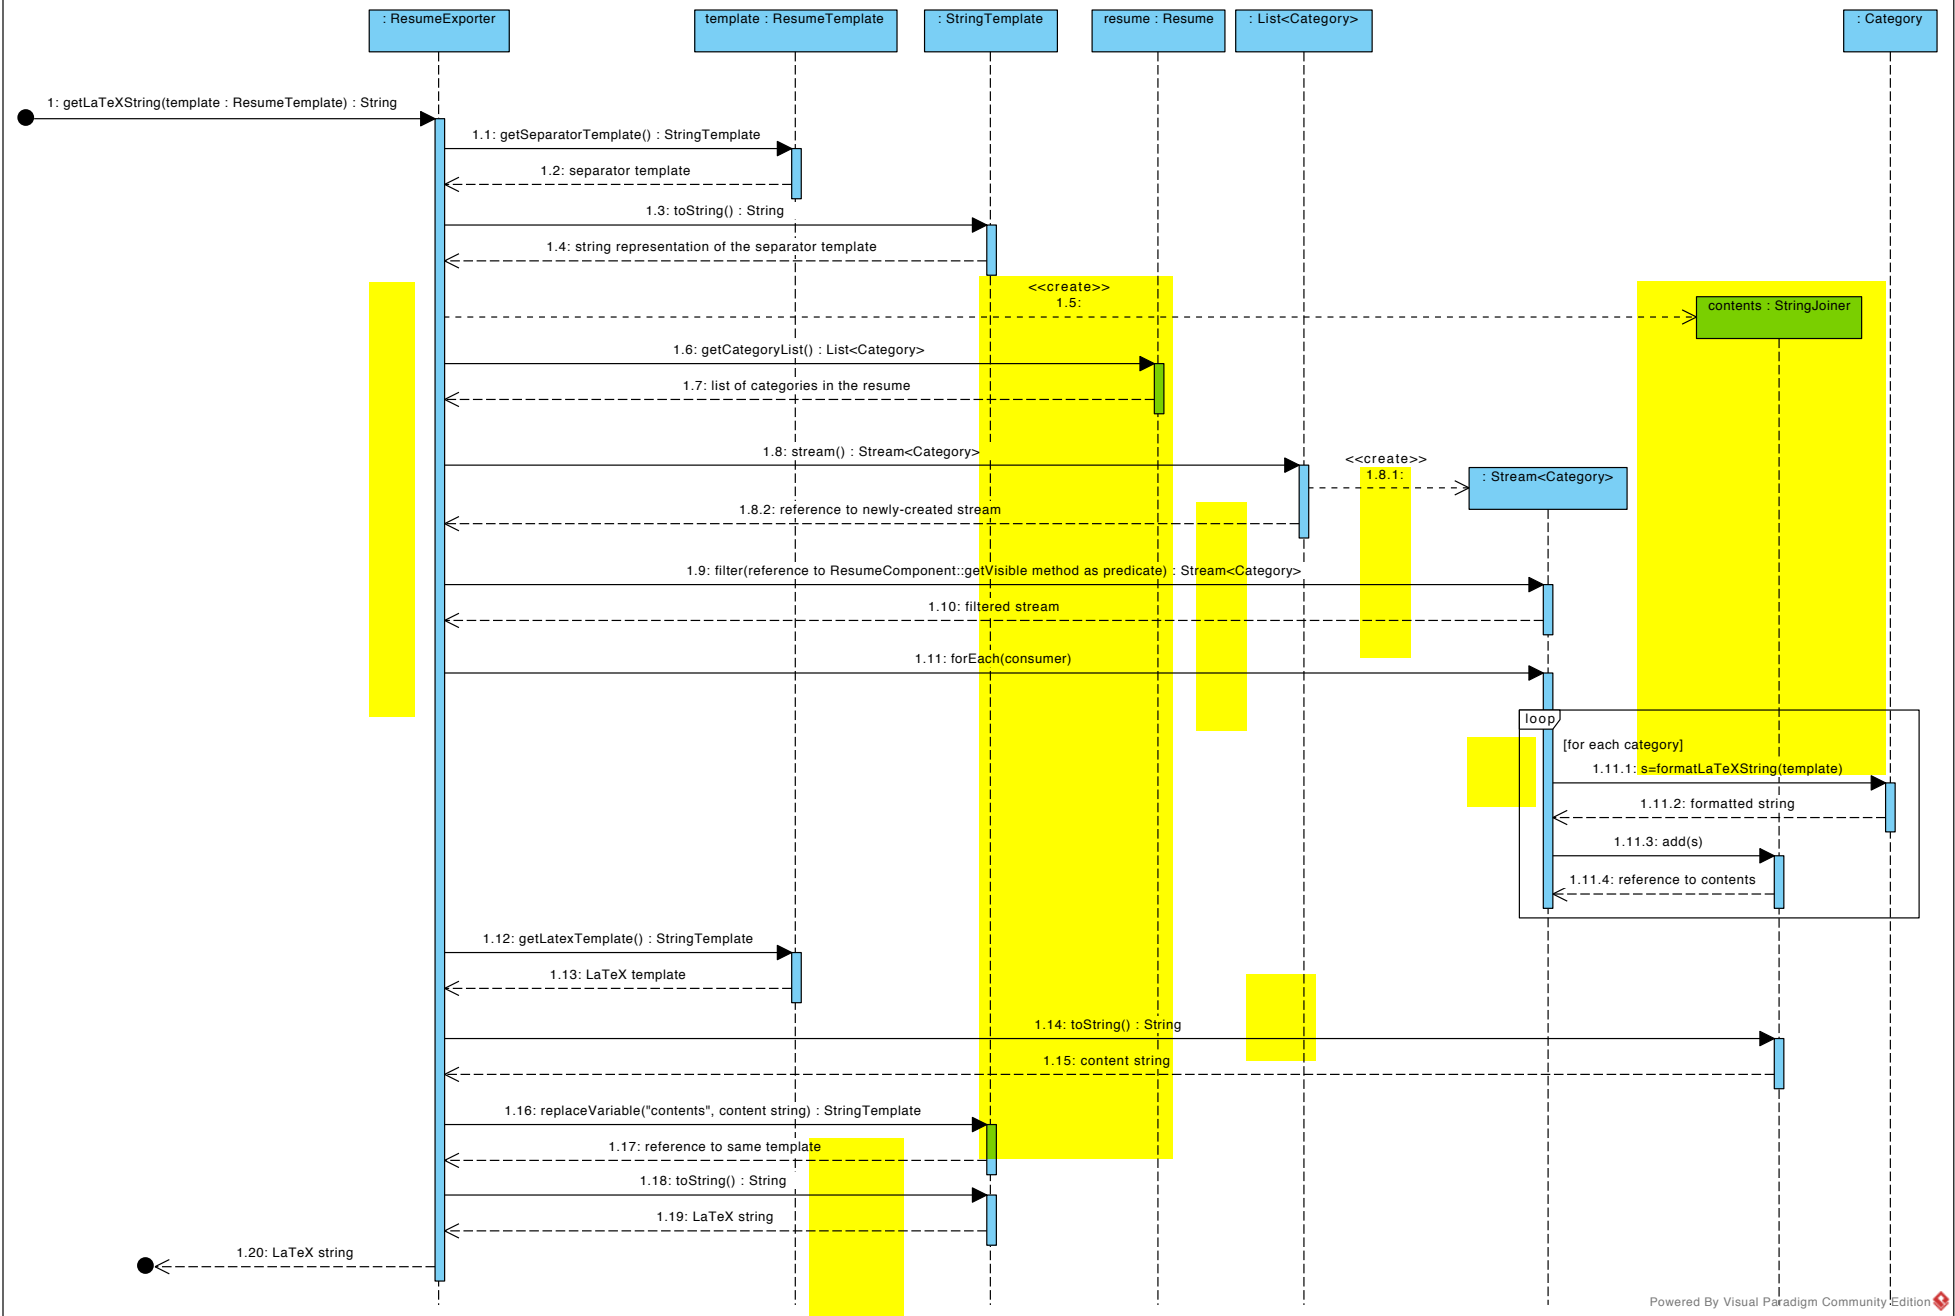 : ResumeExporter
template : ResumeTemplate
: StringTemplate
resume : Resume
: List<Category>
: Category
1: getLaTeXString(template : ResumeTemplate) : String
1.1: getSeparatorTemplate() : StringTemplate
1.2: separator template
1.3: toString() : String
1.4: string representation of the separator template
<<create>>
1.5:
contents : StringJoiner
1.6: getCategoryList() : List<Category>
1.7: list of categories in the resume
1.8: stream() : Stream<Category>
<<create>>
1.8.1:
: Stream<Category>
1.8.2: reference to newly-created stream
1.9: filter(reference to ResumeComponent::getVisible method as predicate) : Stream<Category>
1.10: filtered stream
1.11: forEach(consumer)
loop
[for each category]
1.11.1: s=formatLaTeXString(template)
1.11.2: formatted string
1.11.3: add(s)
1.11.4: reference to contents
1.12: getLatexTemplate() : StringTemplate
1.13: LaTeX template
1.14: toString() : String
1.15: content string
1.16: replaceVariable("contents", content string) : StringTemplate
1.17: reference to same template
1.18: toString() : String
1.19: LaTeX string
1.20: LaTeX string
Powered By Visual Paradigm Community Edition